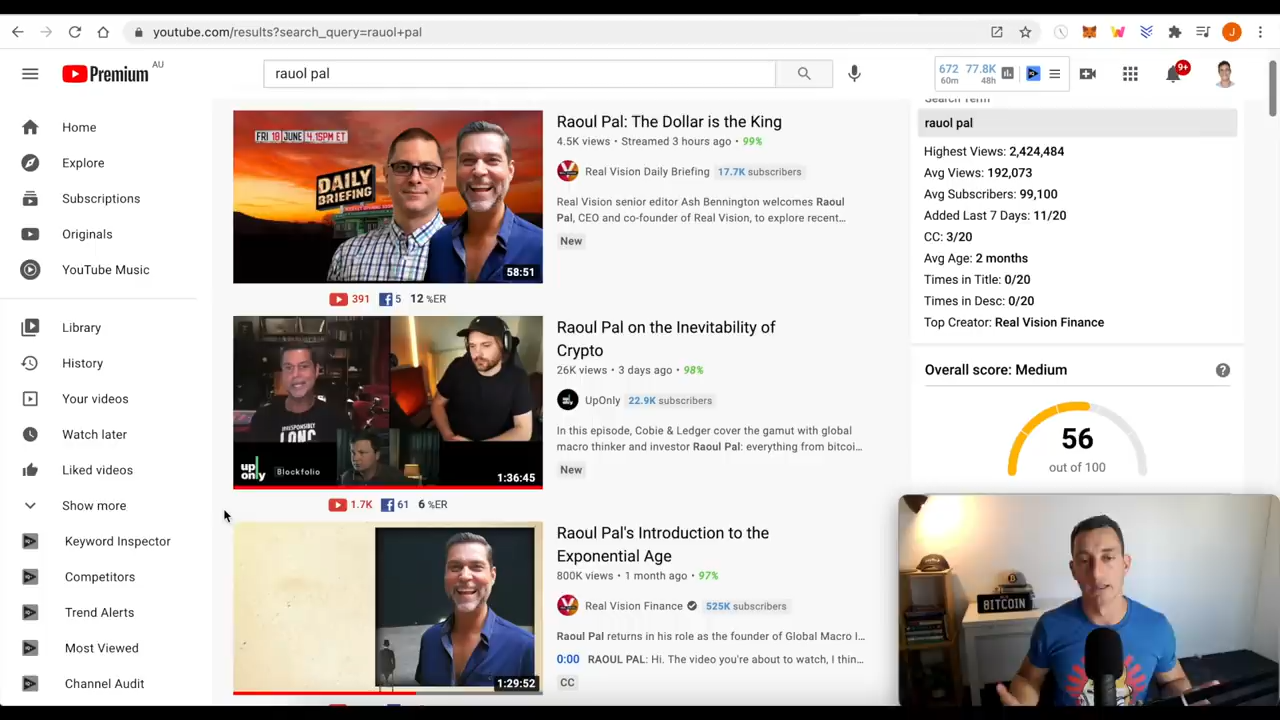 youtube.com/results?search_query=rauol+pal
Premium AU
rauol pal
672 77.8K
60m 48h
9+
J
Home
Explore
Subscriptions
Originals
YouTube Music
Library
History
Your videos
Watch later
Liked videos
Show more
Keyword Inspector
Competitors
Trend Alerts
Most Viewed
Channel Audit
FRI 18 JUNE 4.15PM ET
DAILY
BRIEFING
58:51
391 5 12 %ER
Raoul Pal: The Dollar is the King
4.5K views • Streamed 3 hours ago • 99%
Real Vision Daily Briefing 17.7K subscribers
Real Vision senior editor Ash Bennington welcomes Raoul
Pal, CEO and co-founder of Real Vision, to explore recent…
New
IRRESPONSIBLY
LONG
up
only
Blockfolio
1:36:45
1.7K 61 6 %ER
Raoul Pal on the Inevitability of
Crypto
26K views • 3 days ago • 98%
UpOnly 22.9K subscribers
In this episode, Cobie & Ledger cover the gamut with global
macro thinker and investor Raoul Pal: everything from bitcoi…
New
1:29:52
Raoul Pal's Introduction to the
Exponential Age
800K views • 1 month ago • 97%
Real Vision Finance 525K subscribers
Raoul Pal returns in his role as the founder of Global Macro I…
0:00 RAOUL PAL: Hi. The video you're about to watch, I thin…
CC
Search Term
rauol pal
Highest Views: 2,424,484
Avg Views: 192,073
Avg Subscribers: 99,100
Added Last 7 Days: 11/20
CC: 3/20
Avg Age: 2 months
Times in Title: 0/20
Times in Desc: 0/20
Top Creator: Real Vision Finance
Overall score: Medium
?
56
out of 100
BITCOIN